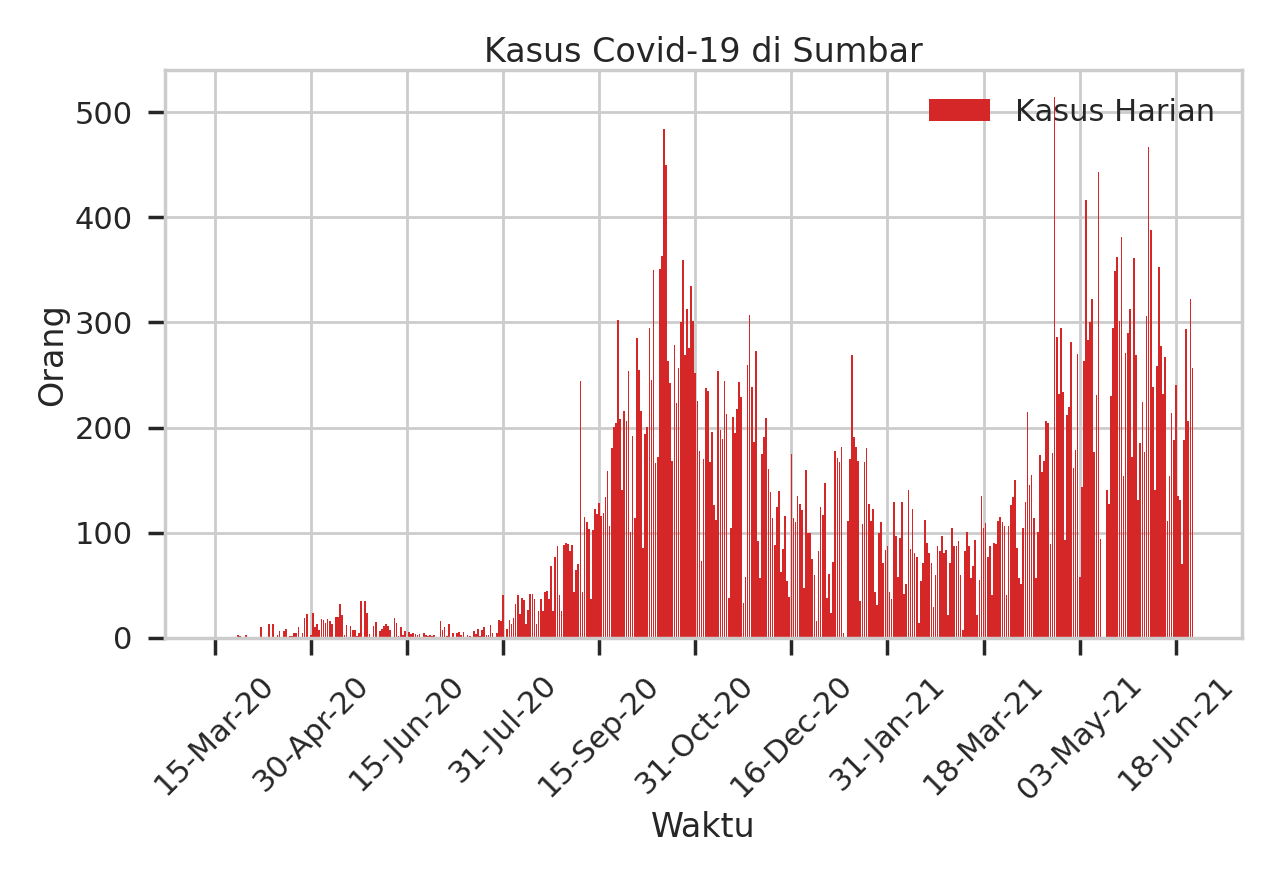 Kasus Covid-19 di Sumbar
Kasus Harian
500
400
300
200
100
0
Orang
15-Mar-20
30-Apr-20
15-Jun-20
31-Jul-20
15-Sep-20
31-Oct-20
16-Dec-20
31-Jan-21
18-Mar-21
03-May-21
18-Jun-21
Waktu